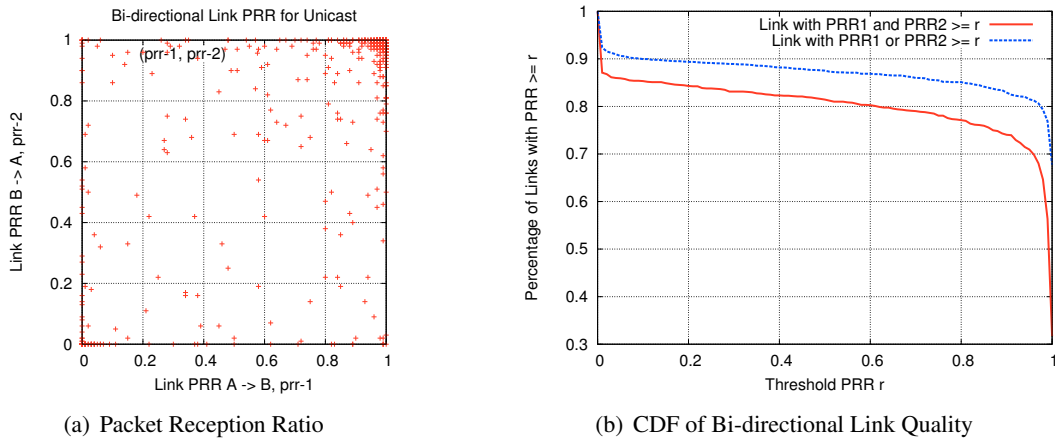 Bi-directional Link PRR for Unicast
(prr-1, prr-2)
Link PRR B -> A, prr-2
1
0.8
0.6
0.4
0.2
0
0 0.2 0.4 0.6 0.8 1
Link PRR A -> B, prr-1
(a) Packet Reception Ratio
Link with PRR1 and PRR2 >= r
Link with PRR1 or PRR2 >= r
Percentage of Links with PRR >= r
1
0.9
0.8
0.7
0.6
0.5
0.4
0.3
0 0.2 0.4 0.6 0.8 1
Threshold PRR r
(b) CDF of Bi-directional Link Quality